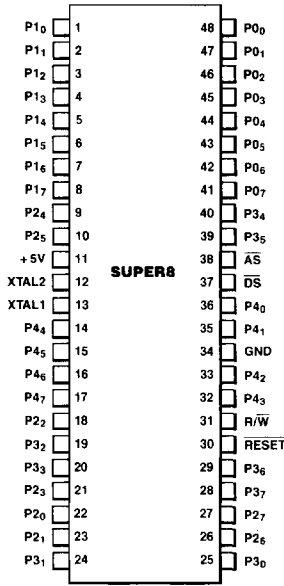 P1₀ 1 48 P0₀
P1₁ 2 47 P0₁
P1₂ 3 46 P0₂
P1₃ 4 45 P0₃
P1₄ 5 44 P0₄
P1₅ 6 43 P0₅
P1₆ 7 42 P0₆
P1₇ 8 41 P0₇
P2₄ 9 40 P3₄
P2₅ 10 39 P3₅
+5V 11 38 A̅S̅
SUPER8
XTAL2 12 37 D̅S̅
XTAL1 13 36 P4₀
P4₄ 14 35 P4₁
P4₅ 15 34 GND
P4₆ 16 33 P4₂
P4₇ 17 32 P4₃
P2₂ 18 31 R/W̅
P3₂ 19 30 R̅E̅S̅E̅T̅
P3₃ 20 29 P3₆
P2₃ 21 28 P3₇
P2₀ 22 27 P2₇
P2₁ 23 26 P2₆
P3₁ 24 25 P3₀